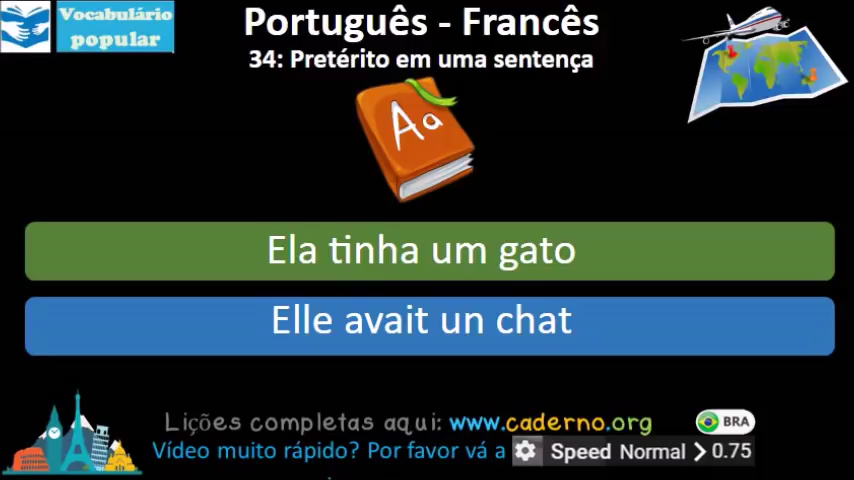 Vocabulário
popular
Português - Francês
34: Pretérito em uma sentença
Aa
Ela tinha um gato
Elle avait un chat
Lições completas aqui: www.caderno.org
BRA
Vídeo muito rápido? Por favor vá a Speed Normal > 0.75